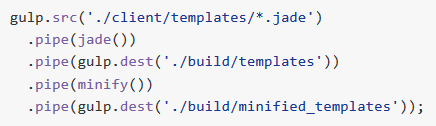 gulp.src('./client/templates/*.jade')
  .pipe(jade())
  .pipe(gulp.dest('./build/templates'))
  .pipe(minify())
  .pipe(gulp.dest('./build/minified_templates'));